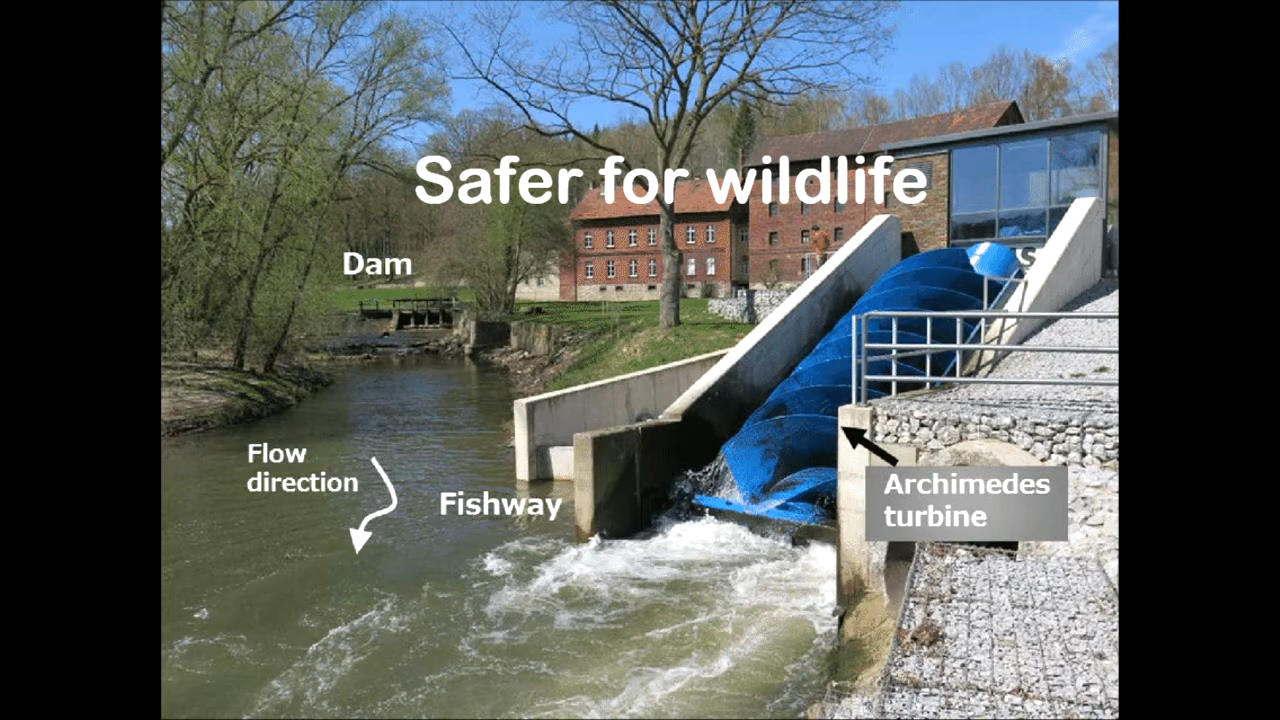 Safer for wildlife
Dam
Flow
direction
Fishway
Archimedes
turbine